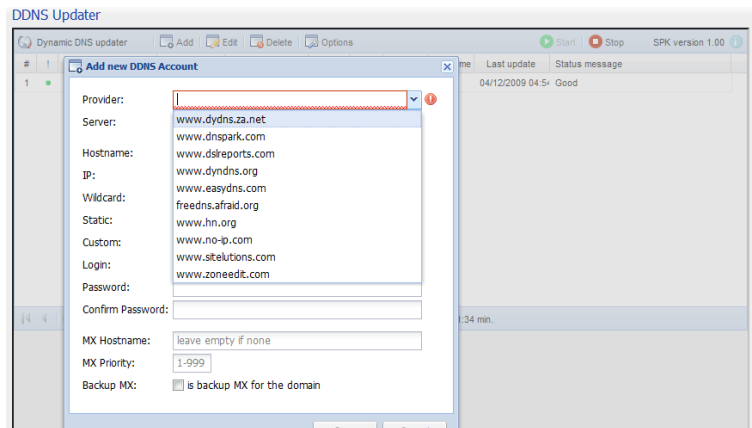 DDNS Updater
Dynamic DNS updater Add Edit Delete Options Start Stop SPK version 1.00
# ! me Last update Status message
1 04/12/2009 04:54 Good
Add new DDNS Account
Provider:
Server:
www.dydns.za.net
www.dnspark.com
www.dslreports.com
www.dyndns.org
www.easydns.com
freedns.afraid.org
www.hn.org
www.no-ip.com
www.sitelutions.com
www.zoneedit.com
Hostname:
IP:
Wildcard:
Static:
Custom:
Login:
Password:
Confirm Password:
1:34 min.
MX Hostname: leave empty if none
MX Priority: 1-999
Backup MX: is backup MX for the domain